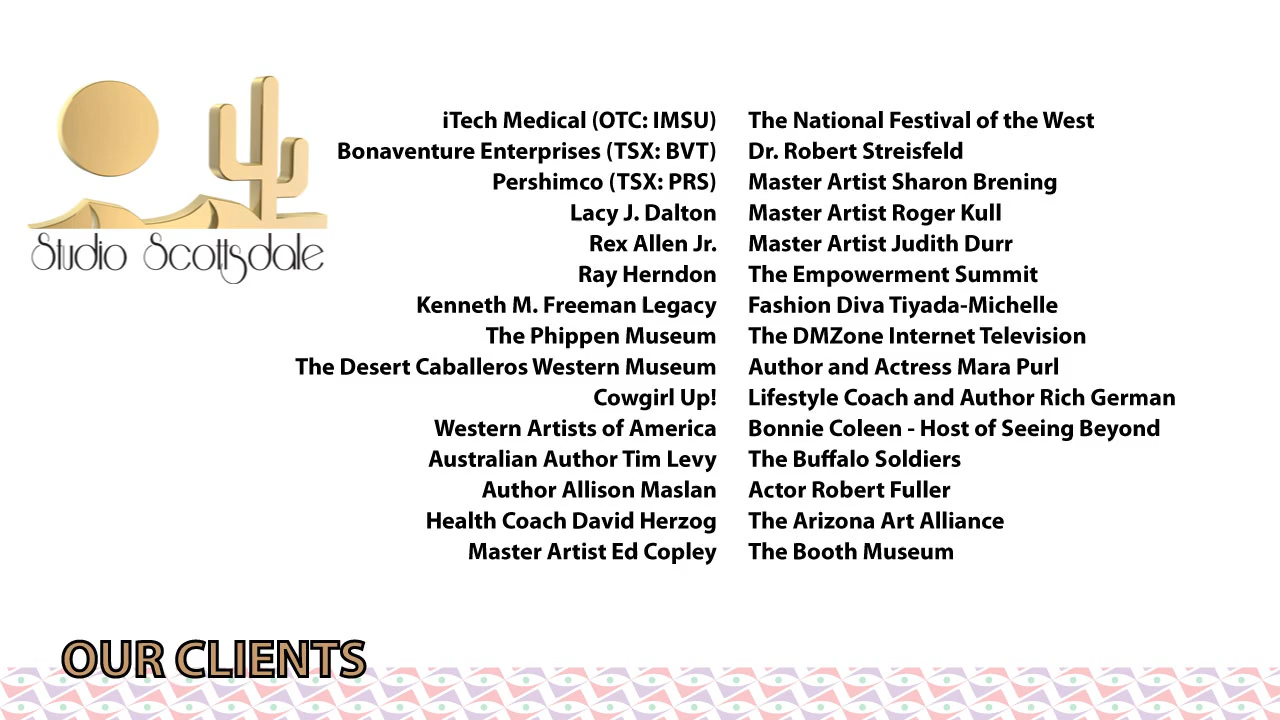 Studio Scottsdale
iTech Medical (OTC: IMSU)
Bonaventure Enterprises (TSX: BVT)
Pershimco (TSX: PRS)
Lacy J. Dalton
Rex Allen Jr.
Ray Herndon
Kenneth M. Freeman Legacy
The Phippen Museum
The Desert Caballeros Western Museum
Cowgirl Up!
Western Artists of America
Australian Author Tim Levy
Author Allison Maslan
Health Coach David Herzog
Master Artist Ed Copley
The National Festival of the West
Dr. Robert Streisfeld
Master Artist Sharon Brening
Master Artist Roger Kull
Master Artist Judith Durr
The Empowerment Summit
Fashion Diva Tiyada-Michelle
The DMZone Internet Television
Author and Actress Mara Purl
Lifestyle Coach and Author Rich German
Bonnie Coleen - Host of Seeing Beyond
The Buffalo Soldiers
Actor Robert Fuller
The Arizona Art Alliance
The Booth Museum
OUR CLIENTS